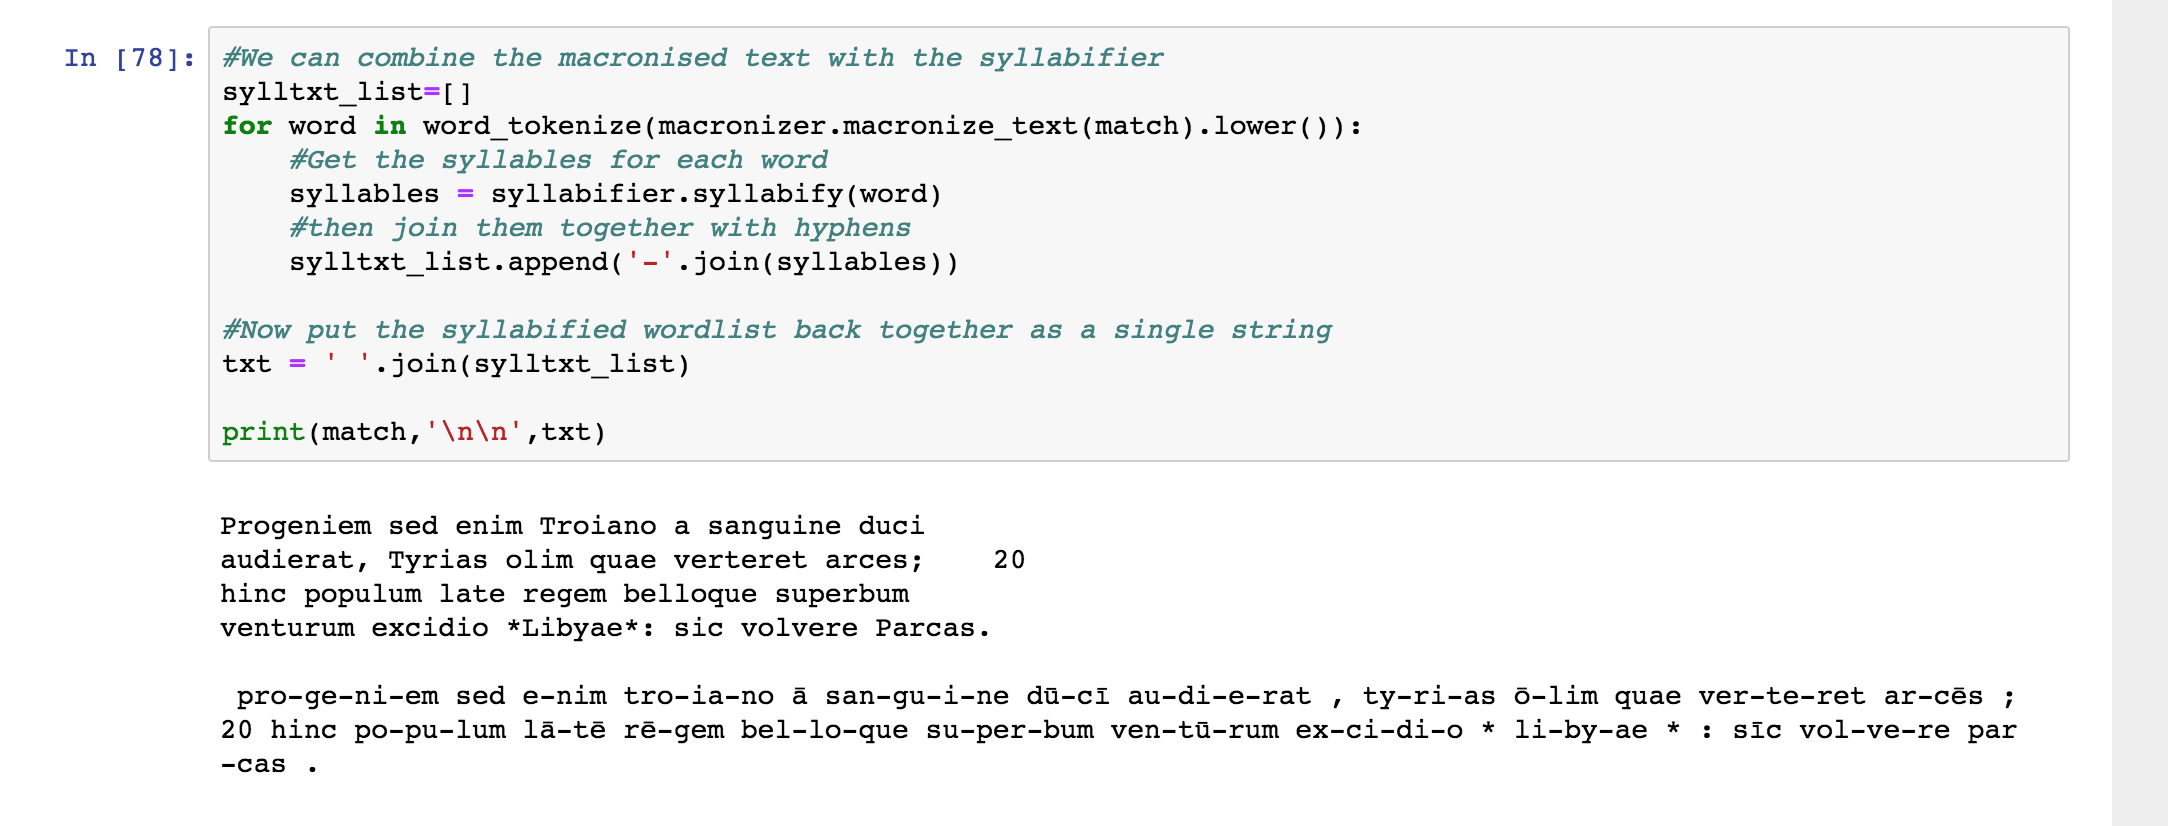 In [78]:
#We can combine the macronised text with the syllabifier
sylltxt_list=[]
for word in word_tokenize(macronizer.macronize_text(match).lower()):
    #Get the syllables for each word
    syllables = syllabifier.syllabify(word)
    #then join them together with hyphens
    sylltxt_list.append('-'.join(syllables))
#Now put the syllabified wordlist back together as a single string
txt = ' '.join(sylltxt_list)
print(match,'\n\n',txt)
Progeniem sed enim Troiano a sanguine duci
audierat, Tyrias olim quae verteret arces;    20
hinc populum late regem belloque superbum
venturum excidio *Libyae*: sic volvere Parcas.
 pro-ge-ni-em sed e-nim tro-ia-no ā san-gu-i-ne dū-cī au-di-e-rat , ty-ri-as ō-lim quae ver-te-ret ar-cēs ;
20 hinc po-pu-lum lā-tē rē-gem bel-lo-que su-per-bum ven-tū-rum ex-ci-di-o * li-by-ae * : sīc vol-ve-re par
-cas .